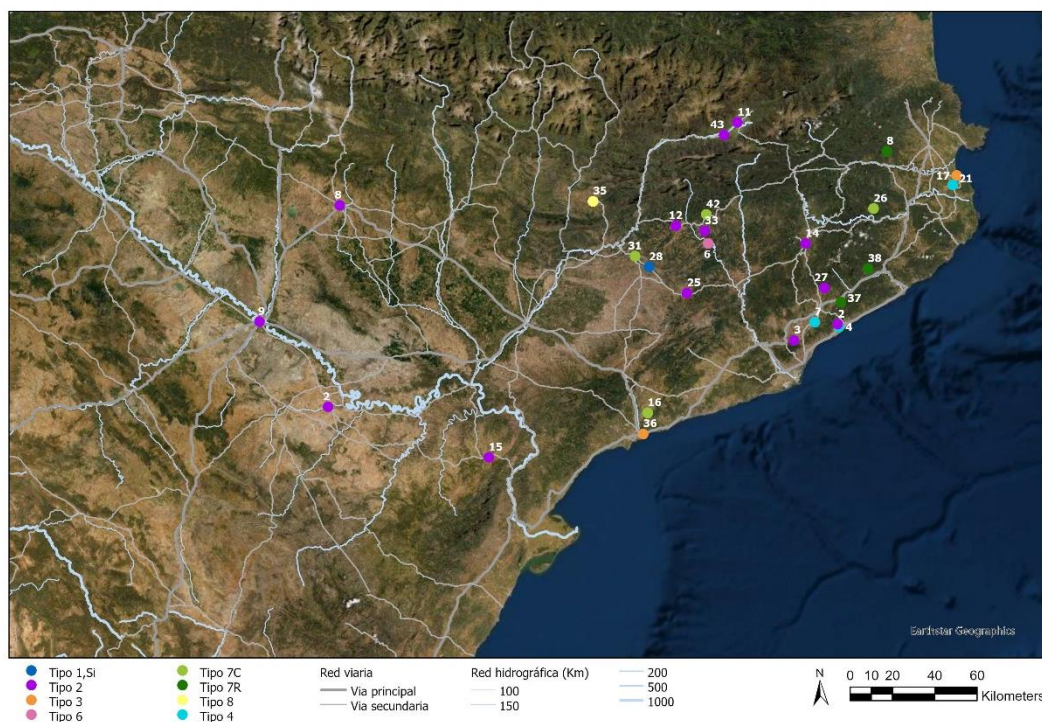 11
43
8
17
21
35
8
42
26
12
33
6
14
31
28
38
25
27
37
9
7
2
4
3
2
16
36
15
Earthstar Geographics
Tipo 1,Si
Tipo 2
Tipo 3
Tipo 6
Tipo 7C
Tipo 7R
Tipo 8
Tipo 4
Red viaria
Via principal
Via secundaria
Red hidrográfica (Km)
100
150
200
500
1000
N
0 10 20 40 60
Kilometers